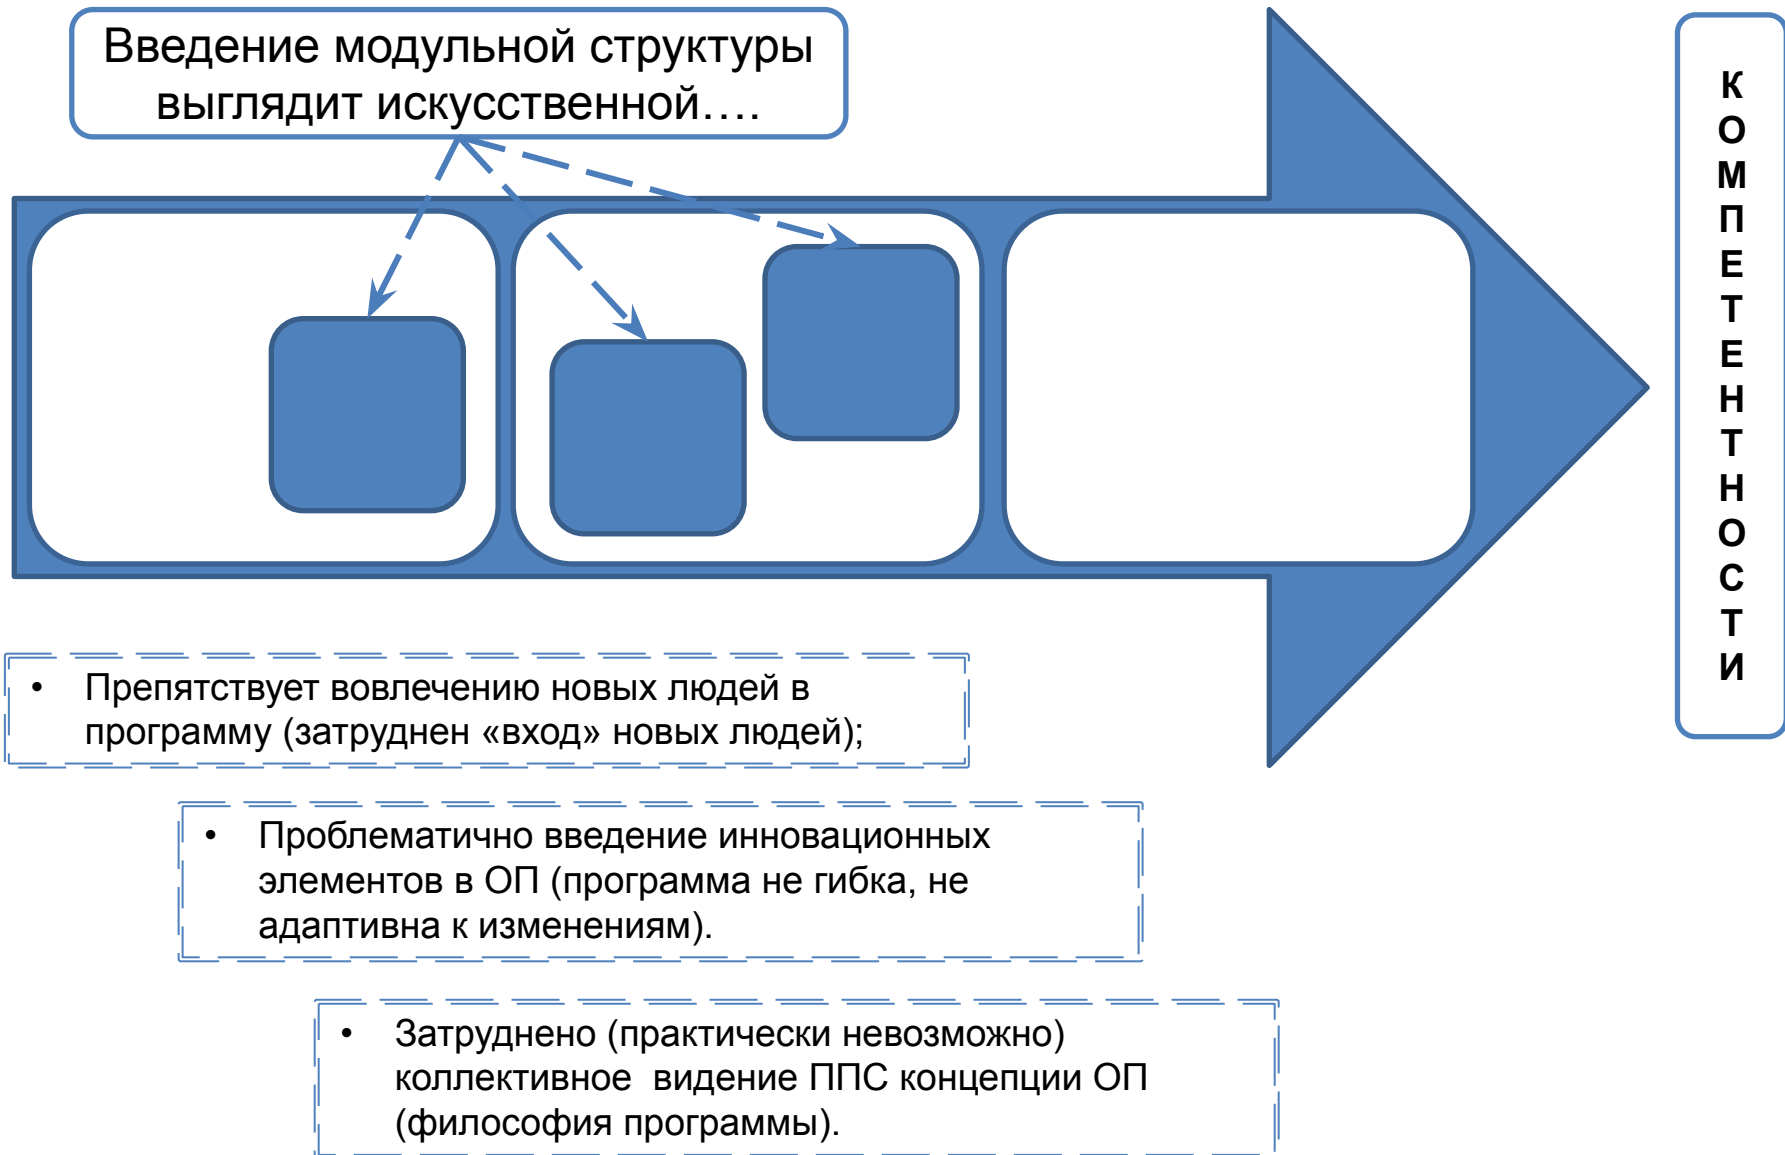 Введение модульной структуры
выглядит искусственной….
К
О
М
П
Е
Т
Е
Н
Т
Н
О
С
Т
И
• Препятствует вовлечению новых людей в
программу (затруднен «вход» новых людей);
• Проблематично введение инновационных
элементов в ОП (программа не гибка, не
адаптивна к изменениям).
• Затруднено (практически невозможно)
коллективное видение ППС концепции ОП
(философия программы).